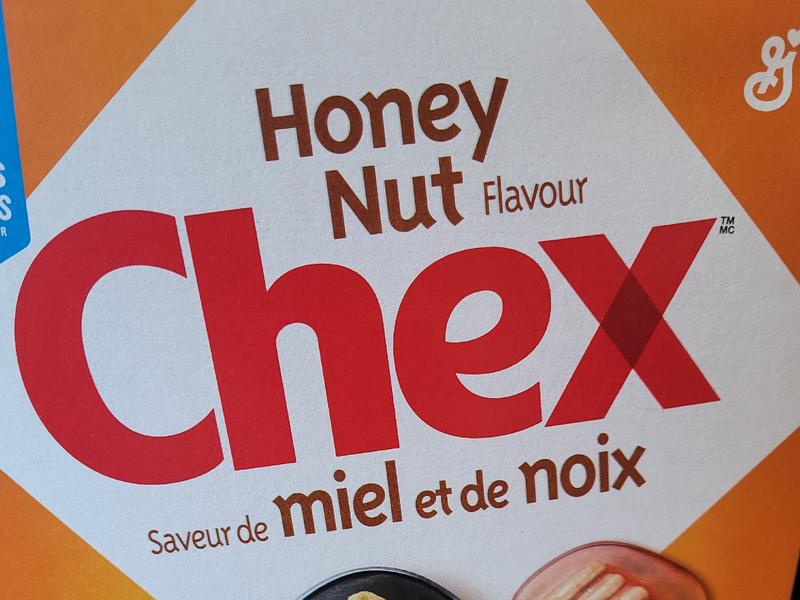 Honey
Nut Flavour
Chex
TM
MC
Saveur de miel et de noix